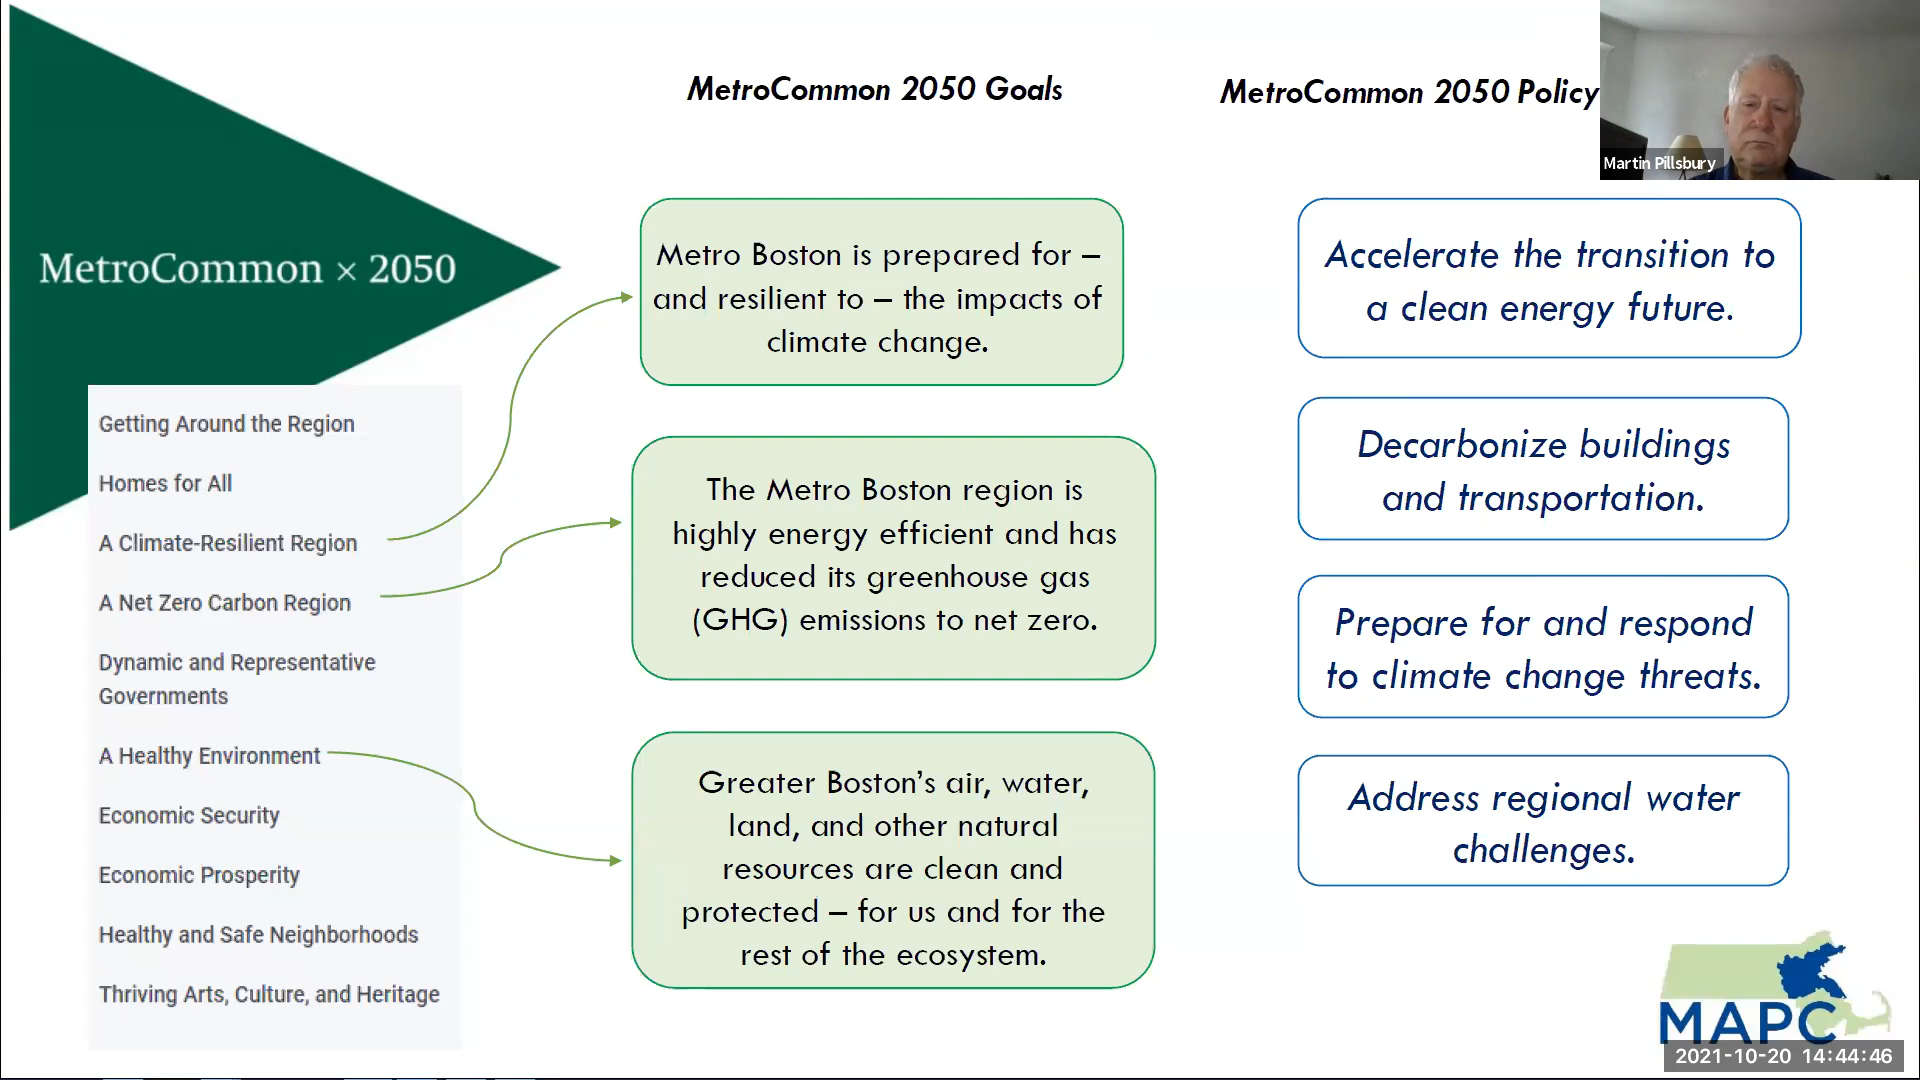 MetroCommon 2050 Goals
MetroCommon 2050 Policy
Martin Pillsbury
MetroCommon × 2050
Getting Around the Region
Homes for All
A Climate-Resilient Region
A Net Zero Carbon Region
Dynamic and Representative
Governments
A Healthy Environment
Economic Security
Economic Prosperity
Healthy and Safe Neighborhoods
Thriving Arts, Culture, and Heritage
Metro Boston is prepared for –
and resilient to – the impacts of
climate change.
The Metro Boston region is
highly energy efficient and has
reduced its greenhouse gas
(GHG) emissions to net zero.
Greater Boston’s air, water,
land, and other natural
resources are clean and
protected – for us and for the
rest of the ecosystem.
Accelerate the transition to
a clean energy future.
Decarbonize buildings
and transportation.
Prepare for and respond
to climate change threats.
Address regional water
challenges.
MAPC
2021-10-20 14:44:46